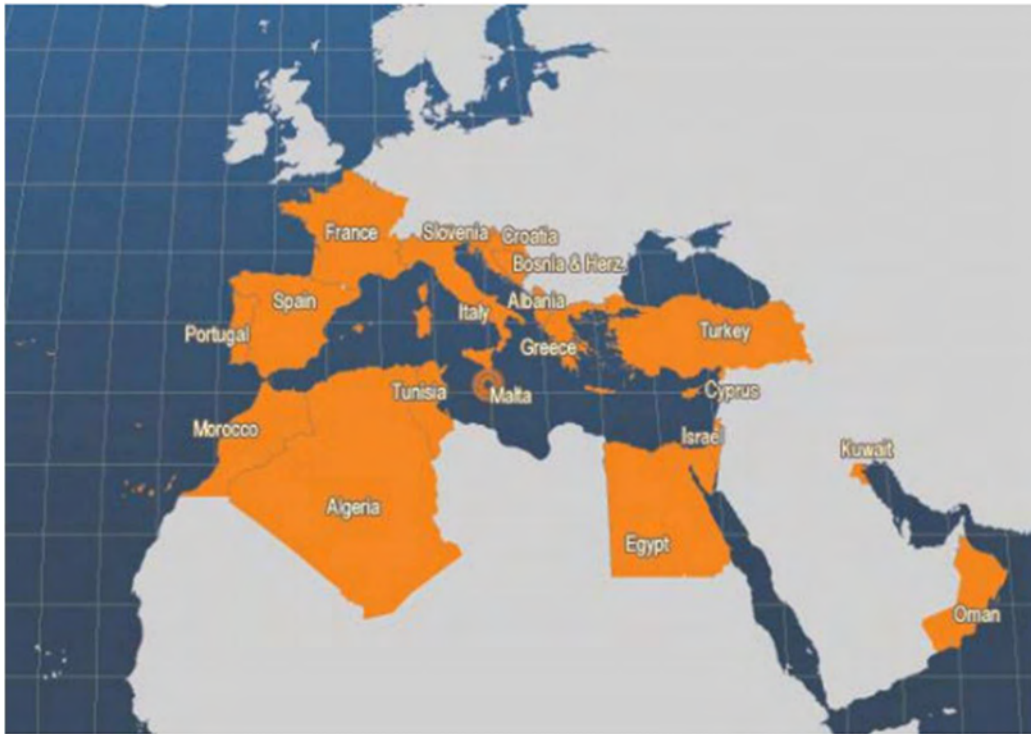 France
Slovenia
Croatia
Bosnia & Herz.
Spain
Portugal
Italy
Albania
Greece
Turkey
Tunisia
Malta
Cyprus
Morocco
Israel
Kuwait
Algeria
Egypt
Oman